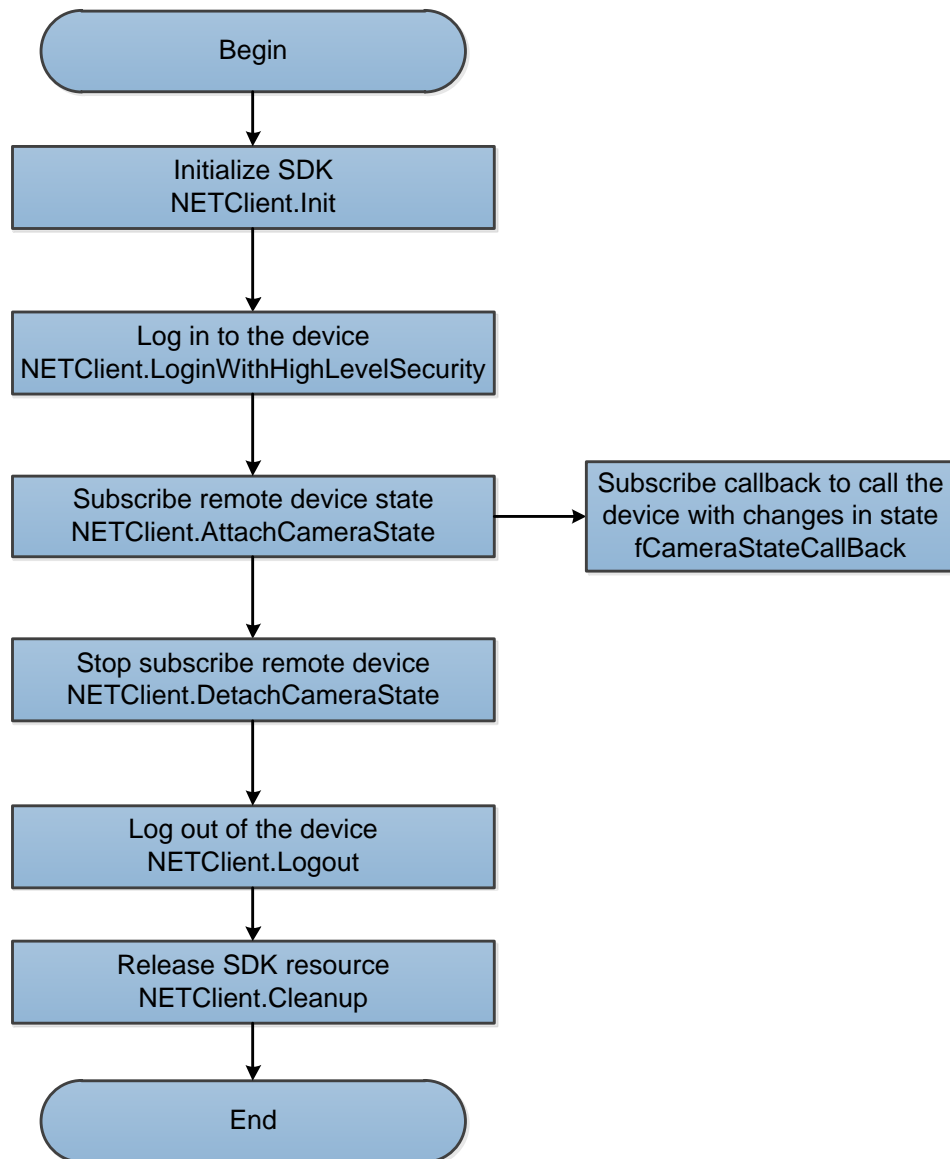 Begin
Initialize SDK
NETClient.Init
Log in to the device
NETClient.LoginWithHighLevelSecurity
Subscribe remote device state
NETClient.AttachCameraState
Subscribe callback to call the
device with changes in state
fCameraStateCallBack
Stop subscribe remote device
NETClient.DetachCameraState
Log out of the device
NETClient.Logout
Release SDK resource
NETClient.Cleanup
End